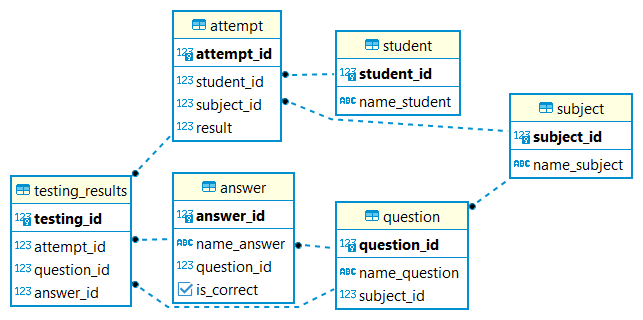 attempt
123 attempt_id
123 student_id
123 subject_id
123 result
student
123 student_id
ABC name_student
subject
123 subject_id
ABC name_subject
testing_results
123 testing_id
123 attempt_id
123 question_id
123 answer_id
answer
123 answer_id
ABC name_answer
123 question_id
is_correct
question
123 question_id
ABC name_question
123 subject_id